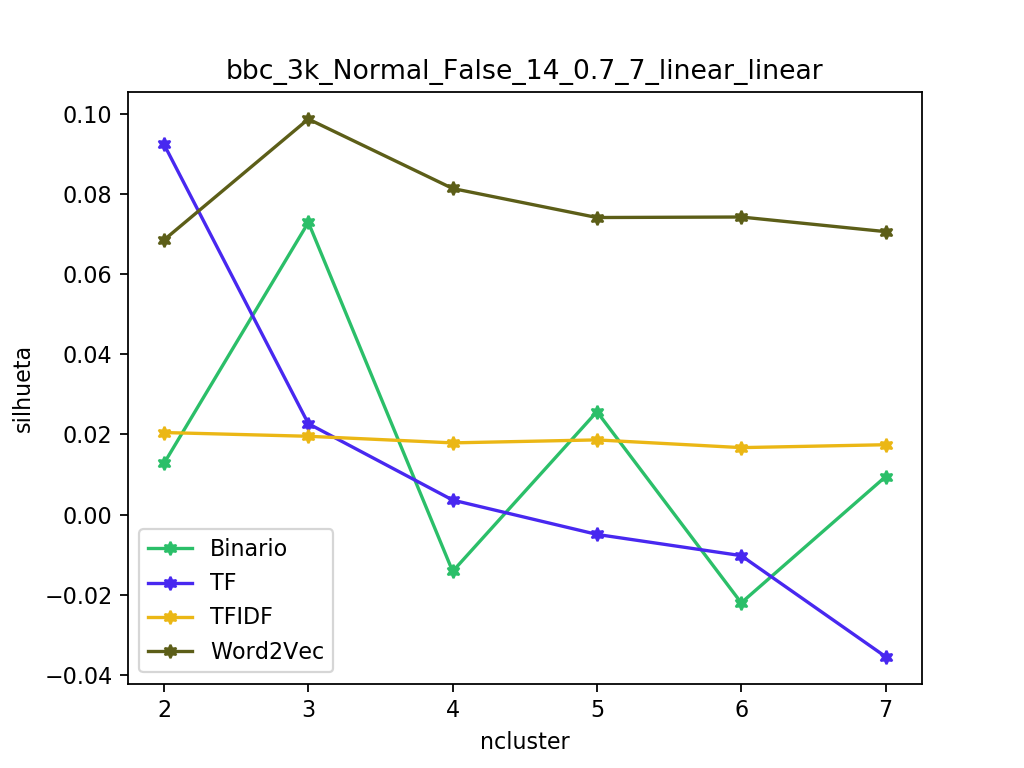 bbc_3k_Normal_False_14_0.7_7_linear_linear
silhueta
0.10
0.08
0.06
0.04
0.02
0.00
−0.02
−0.04
Binario
TF
TFIDF
Word2Vec
2 3 4 5 6 7
ncluster